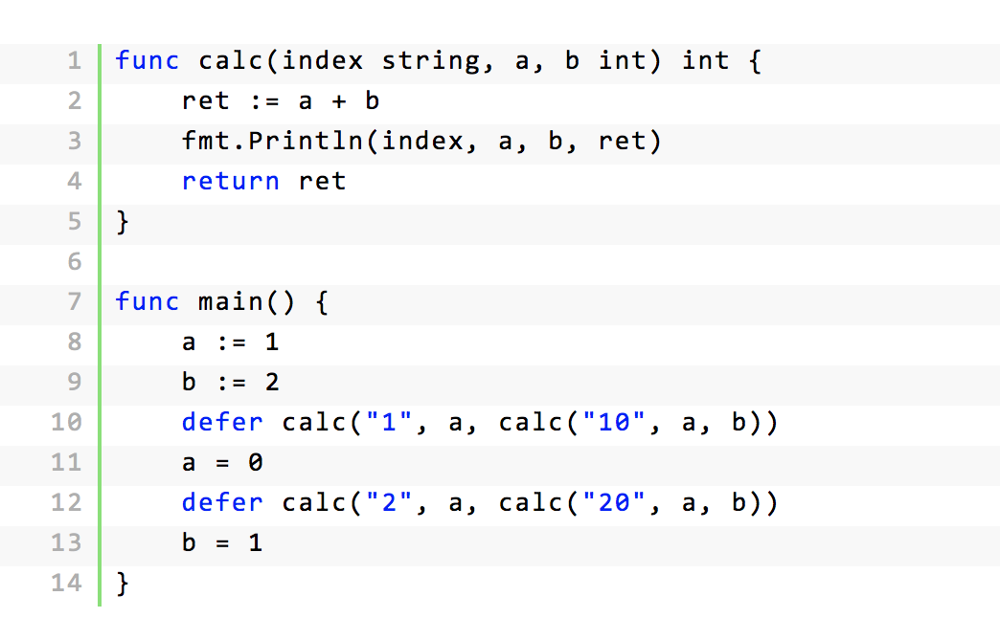 1 func calc(index string, a, b int) int {
2     ret := a + b
3     fmt.Println(index, a, b, ret)
4     return ret
5 }
6
7 func main() {
8     a := 1
9     b := 2
10     defer calc("1", a, calc("10", a, b))
11     a = 0
12     defer calc("2", a, calc("20", a, b))
13     b = 1
14 }